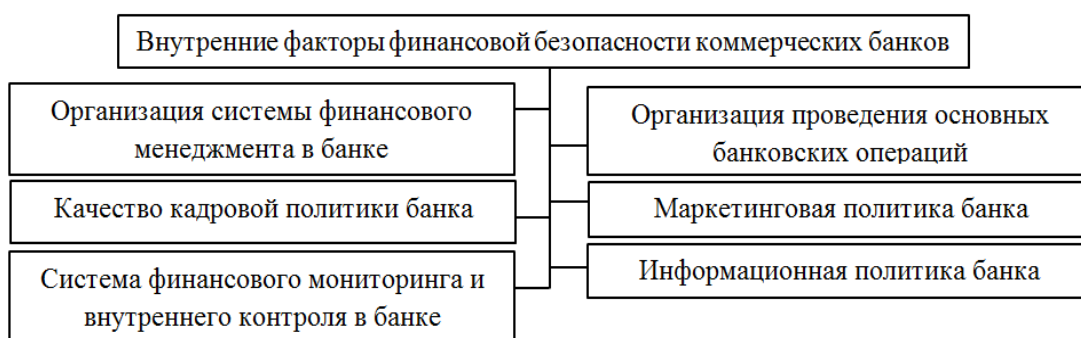 Внутренние факторы финансовой безопасности коммерческих банков
Организация системы финансового
менеджмента в банке
Организация проведения основных
банковских операций
Качество кадровой политики банка
Маркетинговая политика банка
Система финансового мониторинга и
внутреннего контроля в банке
Информационная политика банка